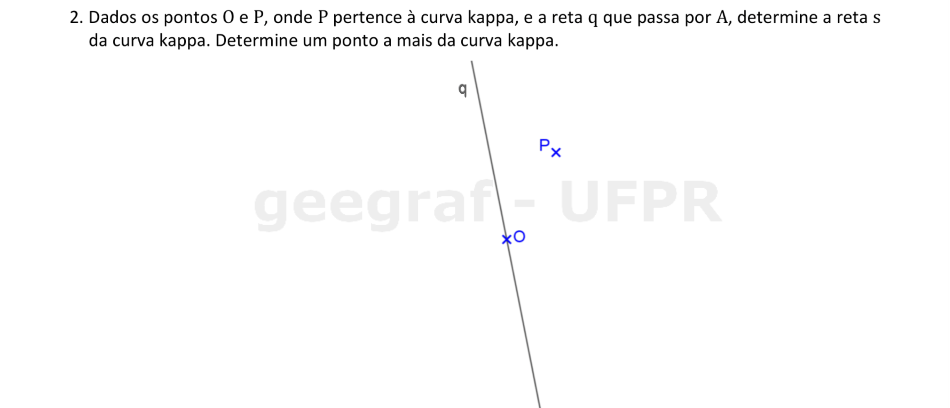 2. Dados os pontos O e P, onde P pertence à curva kappa, e a reta q que passa por A, determine a reta s
da curva kappa. Determine um ponto a mais da curva kappa.
q
P
geegraf - UFPR
O